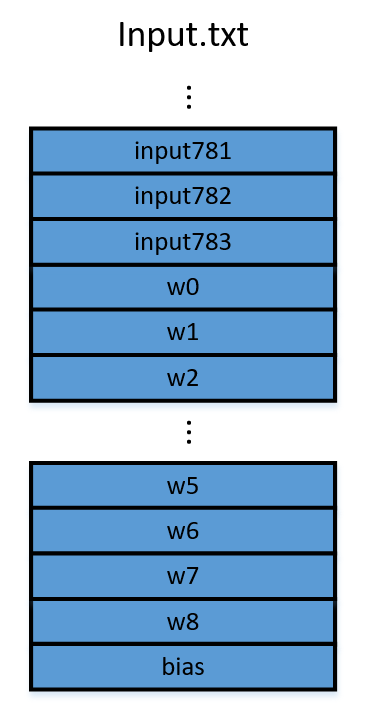 Input.txt
⋮
input781
input782
input783
w0
w1
w2
⋮
w5
w6
w7
w8
bias